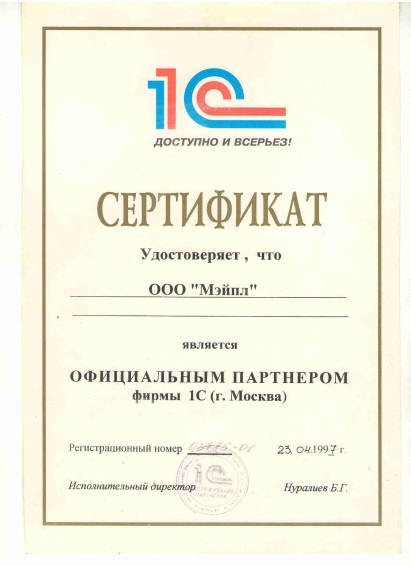 1С
ДОСТУПНО И ВСЕРЬЕЗ!
СЕРТИФИКАТ
Удостоверяет , что
ООО "Мэйпл"
является
ОФИЦИАЛЬНЫМ ПАРТНЕРОМ
фирмы 1С (г. Москва)
Регистрационный номер
23.04.1997 г.
1С
Исполнительный директор
Нуралиев Б.Г.